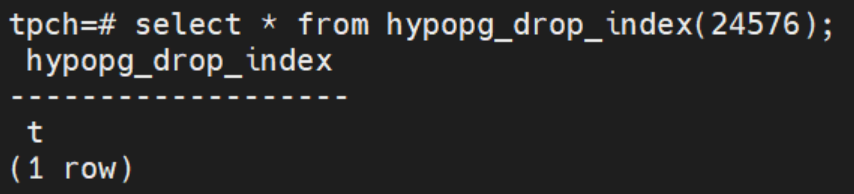 tpch=# select * from hypopg_drop_index(24576);
hypopg_drop_index
-------------------
t
(1 row)